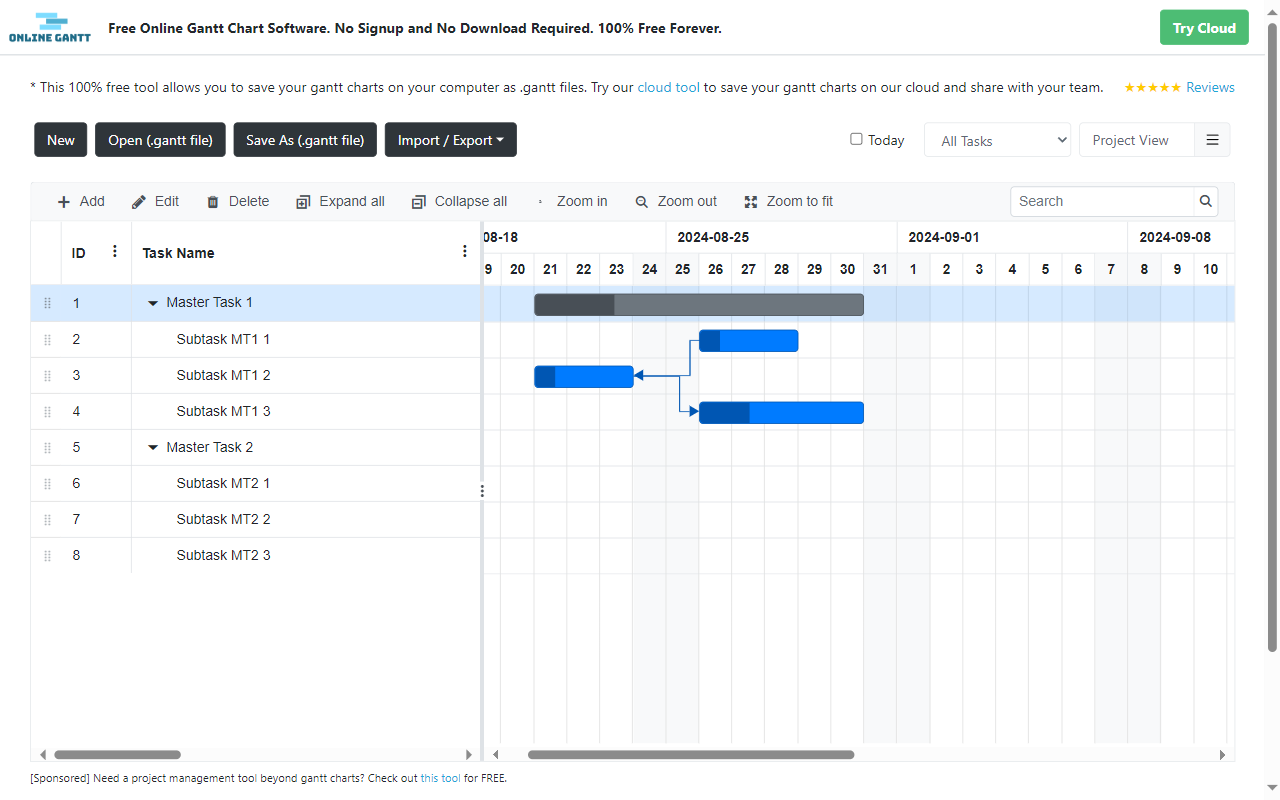 ONLINE GANTT
Free Online Gantt Chart Software. No Signup and No Download Required. 100% Free Forever.
Try Cloud
* This 100% free tool allows you to save your gantt charts on your computer as .gantt files. Try our cloud tool to save your gantt charts on our cloud and share with your team.
★★★★★ Reviews
New Open (.gantt file) Save As (.gantt file) Import / Export
Today All Tasks Project View
Add Edit Delete Expand all Collapse all Zoom in Zoom out Zoom to fit Search
ID Task Name
08-18 2024-08-25 2024-09-01 2024-09-08
9 20 21 22 23 24 25 26 27 28 29 30 31 1 2 3 4 5 6 7 8 9 10
1 Master Task 1
2 Subtask MT1 1
3 Subtask MT1 2
4 Subtask MT1 3
5 Master Task 2
6 Subtask MT2 1
7 Subtask MT2 2
8 Subtask MT2 3
[Sponsored] Need a project management tool beyond gantt charts? Check out this tool for FREE.